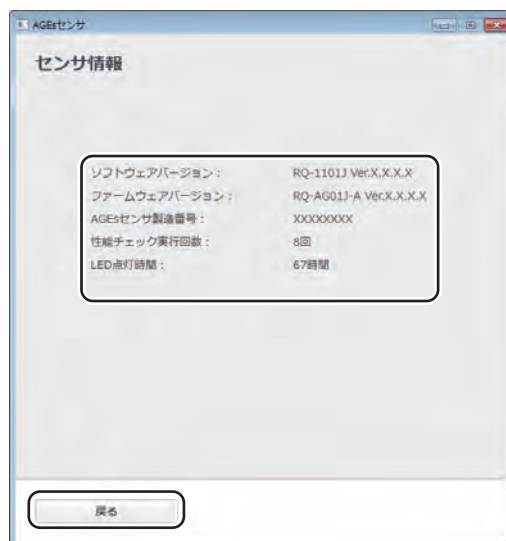 AGEsセンサ
センサ情報
ソフトウェアバージョン： RQ-1101J Ver.X.X.X.X
ファームウェアバージョン： RQ-AG01J-A Ver.X.X.X.X
AGEsセンサ製造番号： XXXXXXXX
性能チェック実行回数： 8回
LED点灯時間： 67時間
戻る